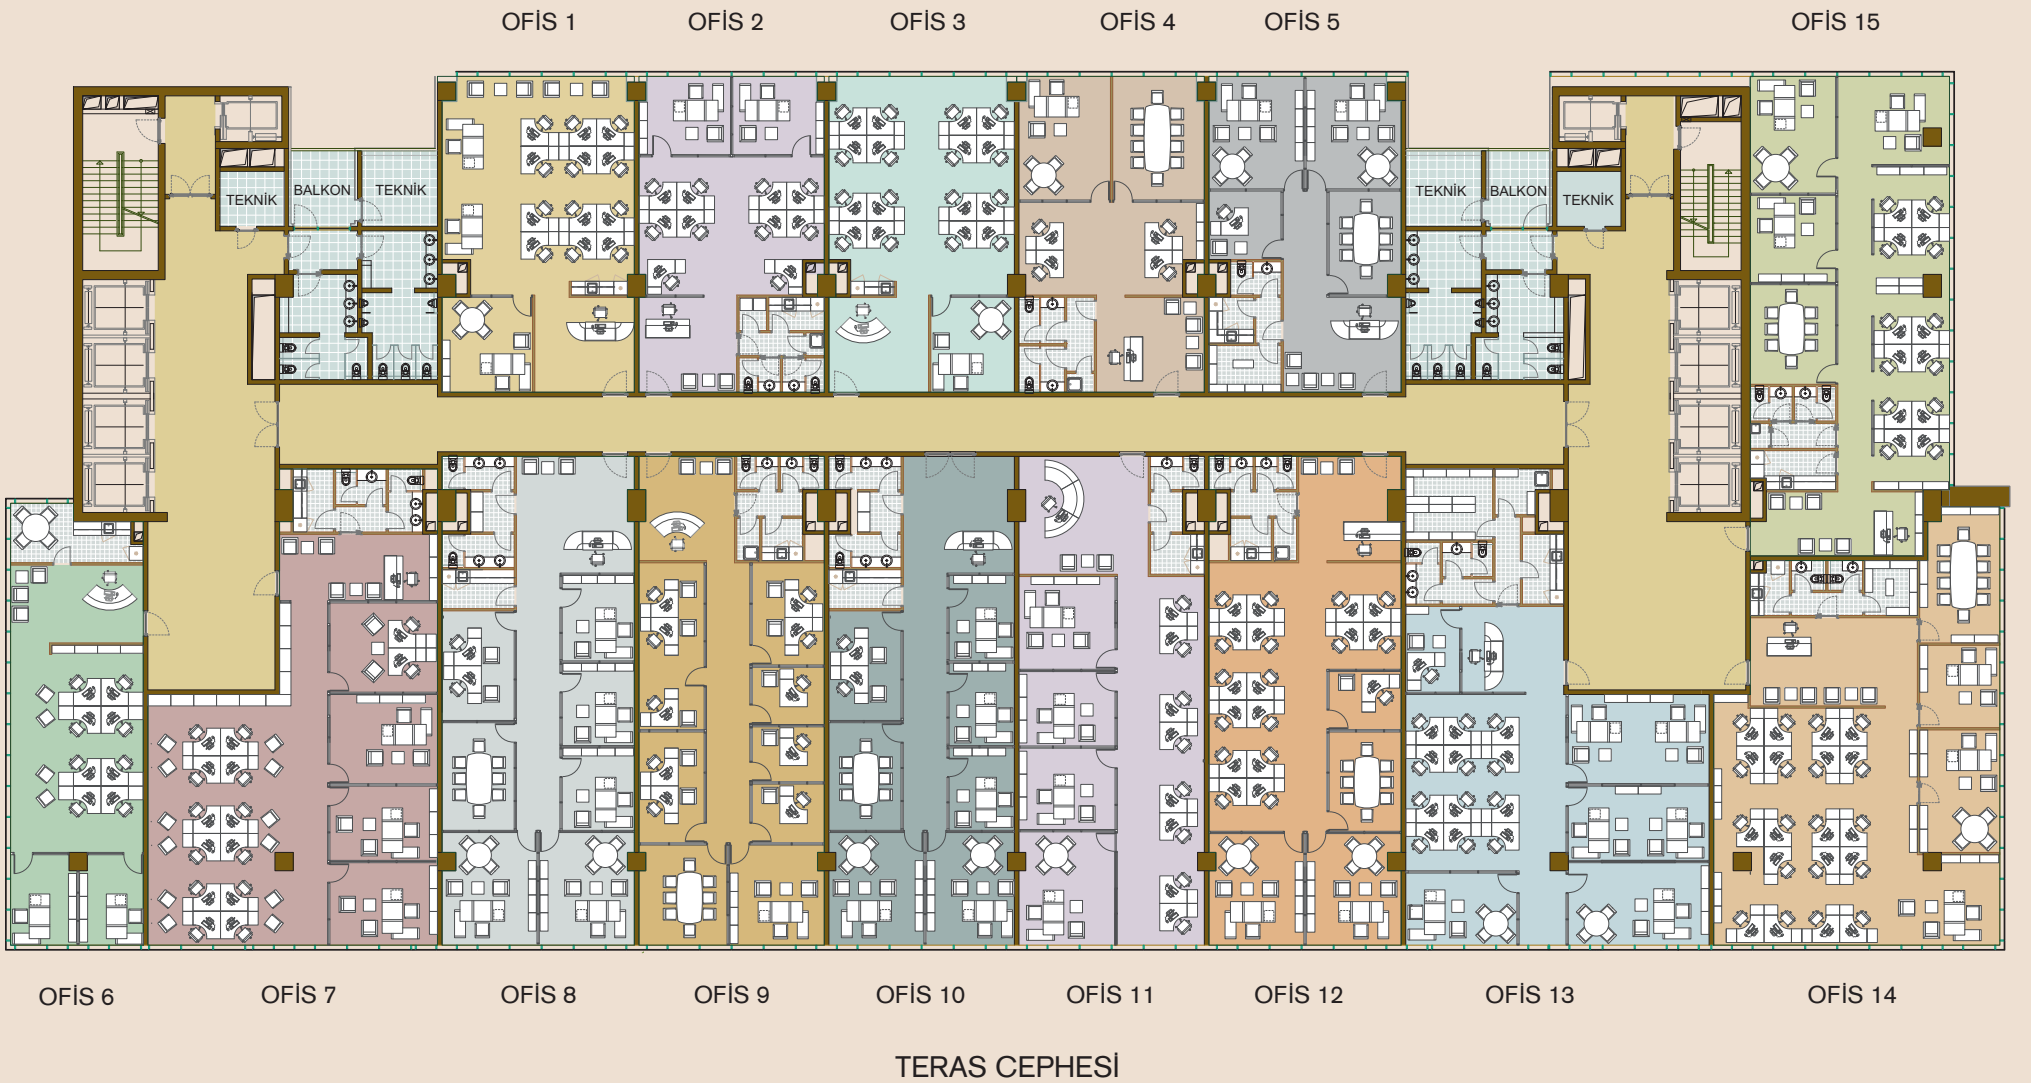 OFİS 1
OFİS 2
OFİS 3
OFİS 4
OFİS 5
OFİS 15
TEKNİK
BALKON
TEKNİK
TEKNİK
BALKON
TEKNİK
OFİS 6
OFİS 7
OFİS 8
OFİS 9
OFİS 10
OFİS 11
OFİS 12
OFİS 13
OFİS 14
TERAS CEPHESİ